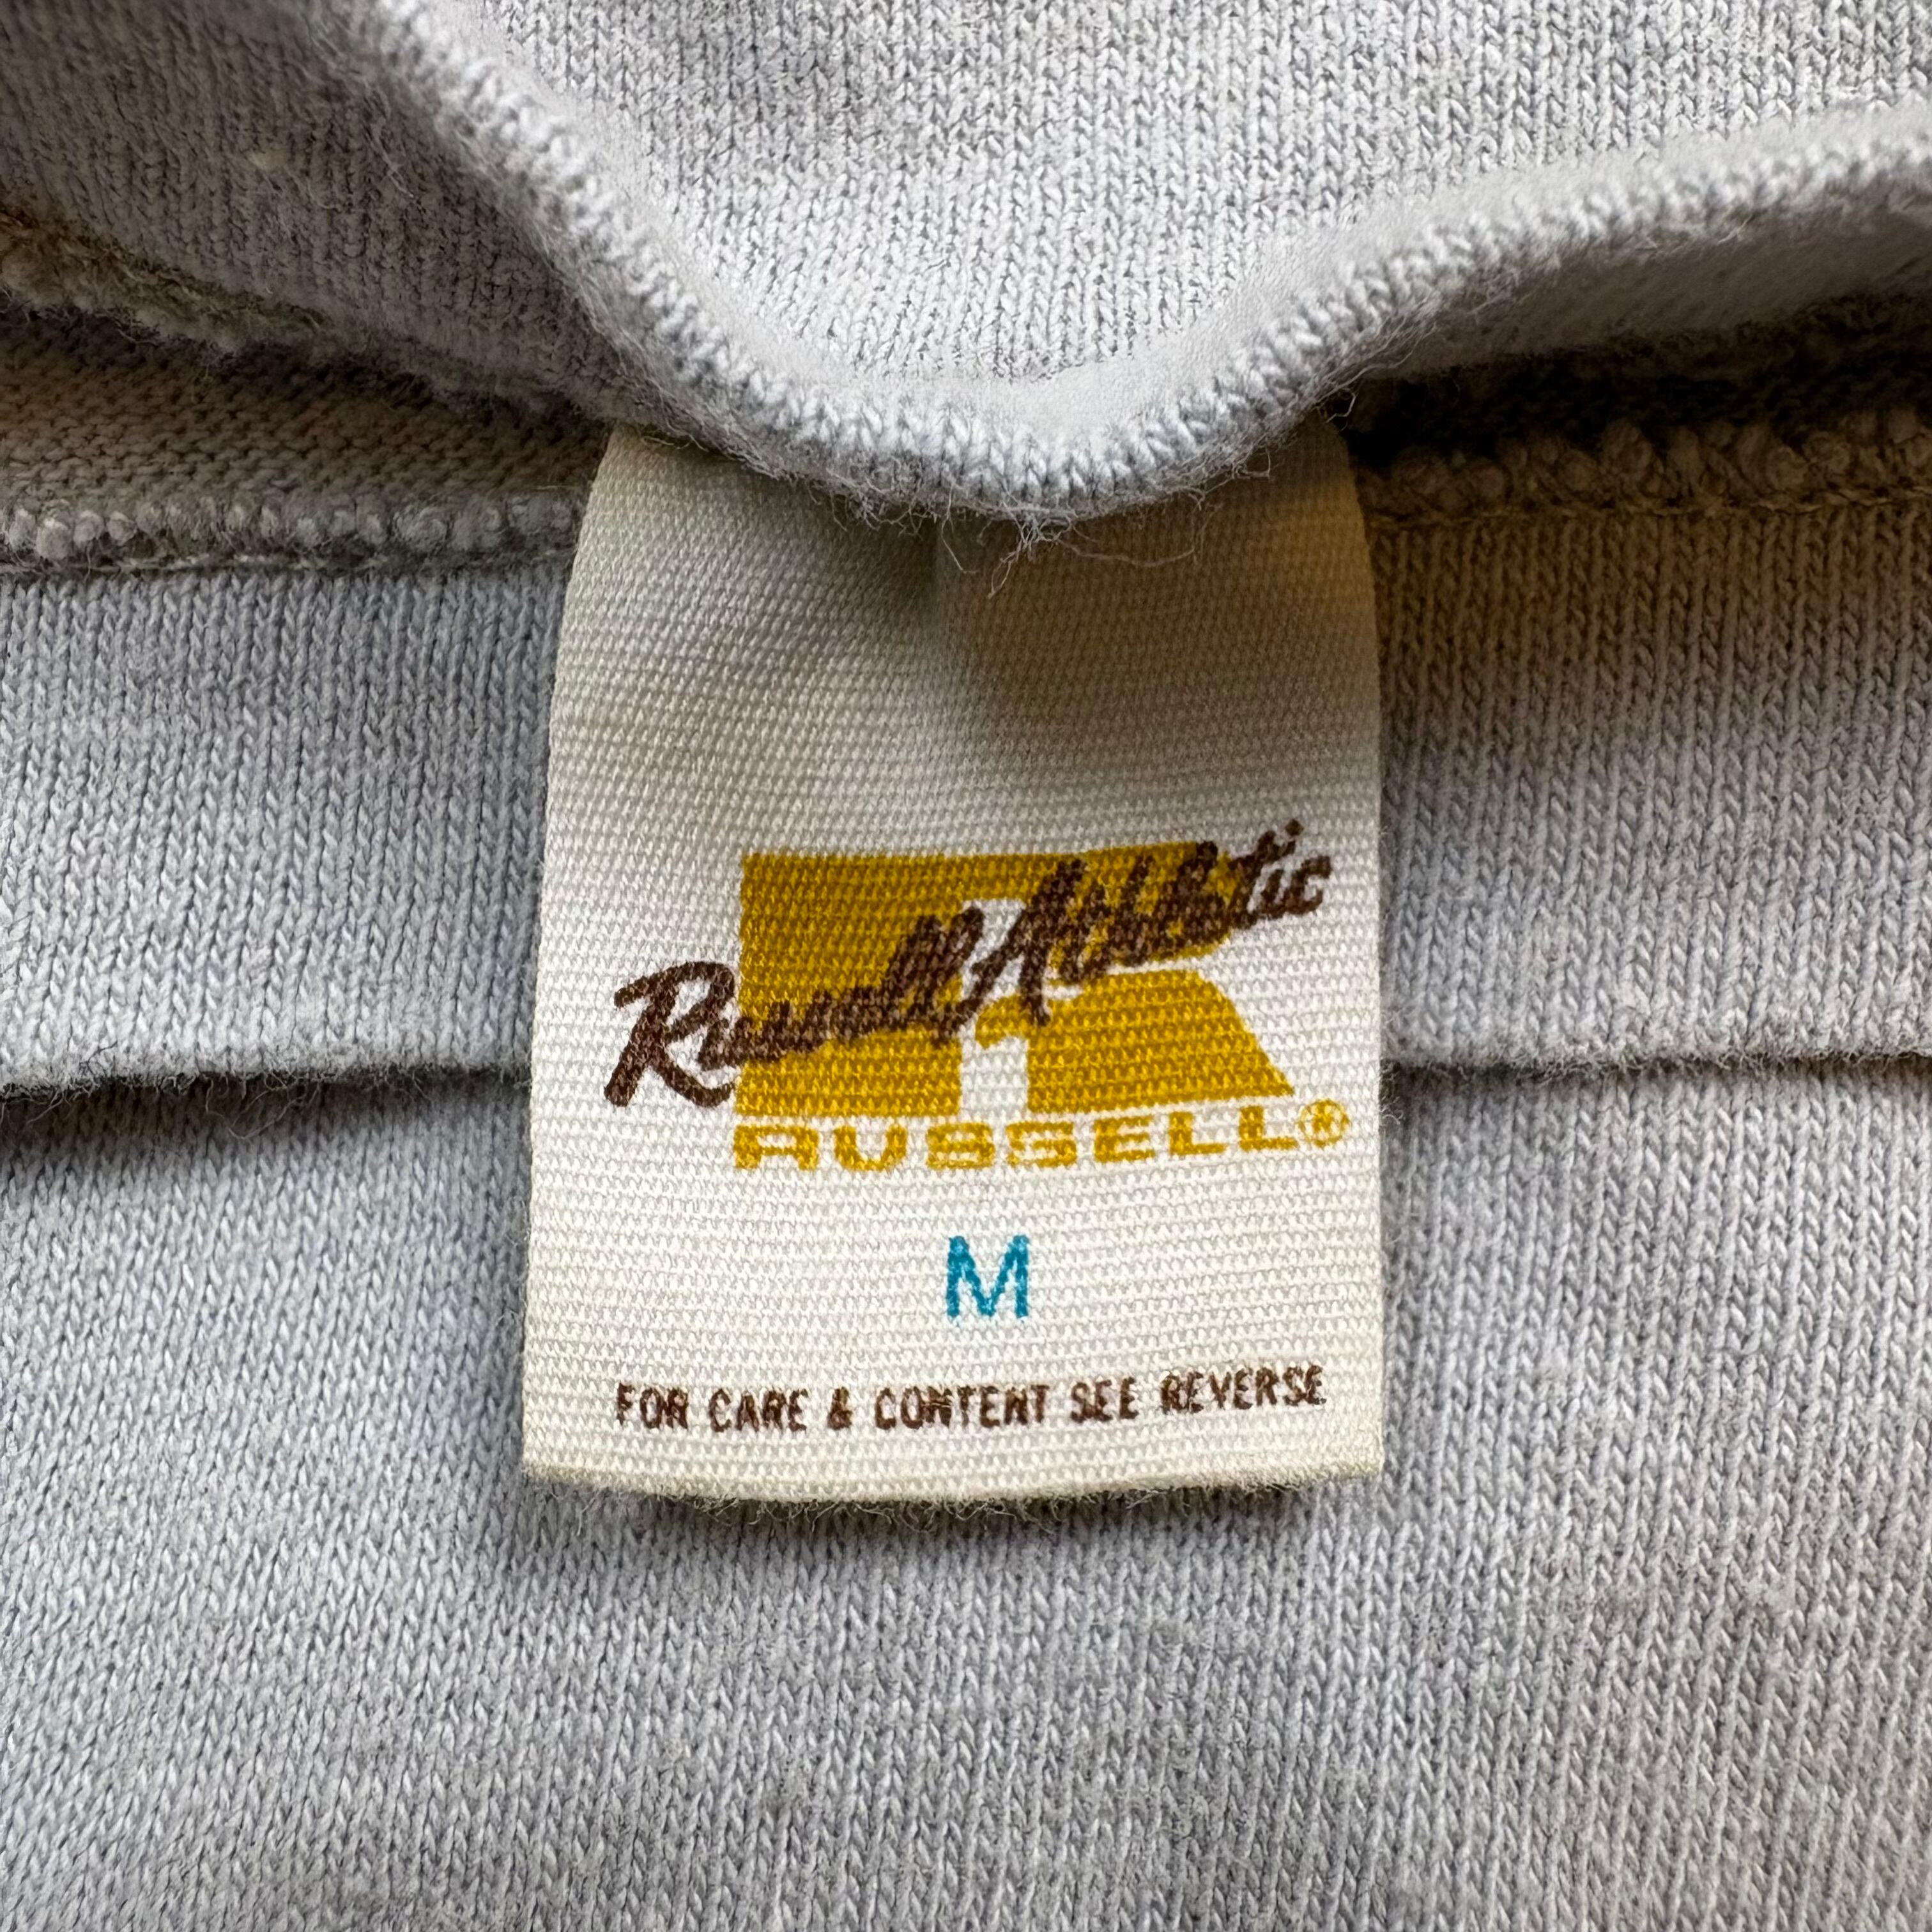 Russell Athletic
RUSSELL®
M
FOR CARE & CONTENT SEE REVERSE